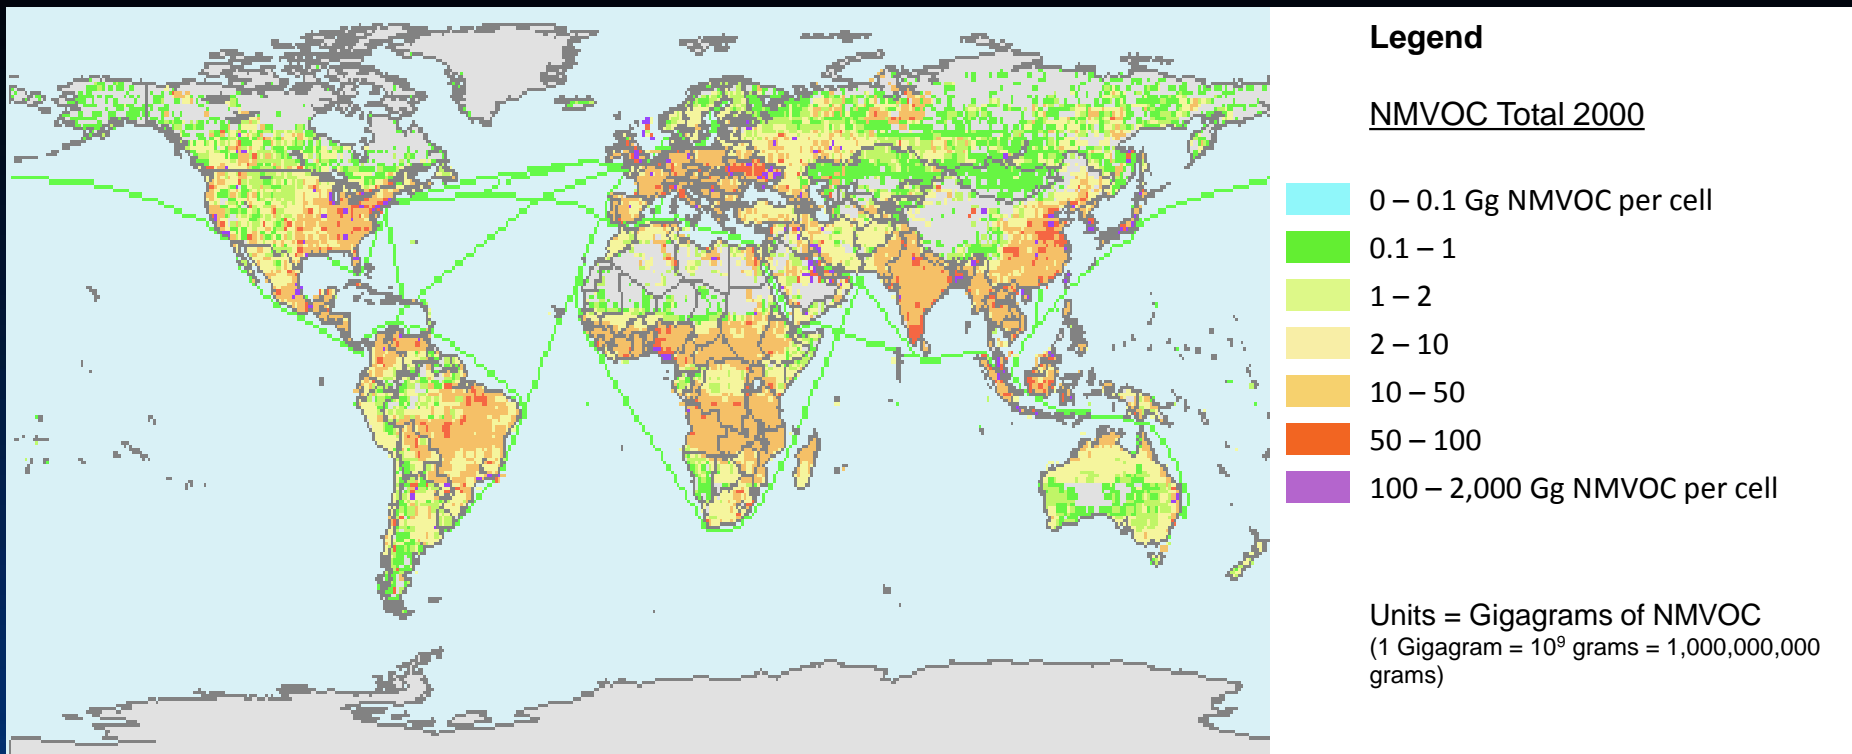 Legend
NMVOC Total 2000
0 – 0.1 Gg NMVOC per cell
0.1 – 1
1 – 2
2 – 10
10 – 50
50 – 100
100 – 2,000 Gg NMVOC per cell
Units = Gigagrams of NMVOC
(1 Gigagram = 10⁹ grams = 1,000,000,000
grams)